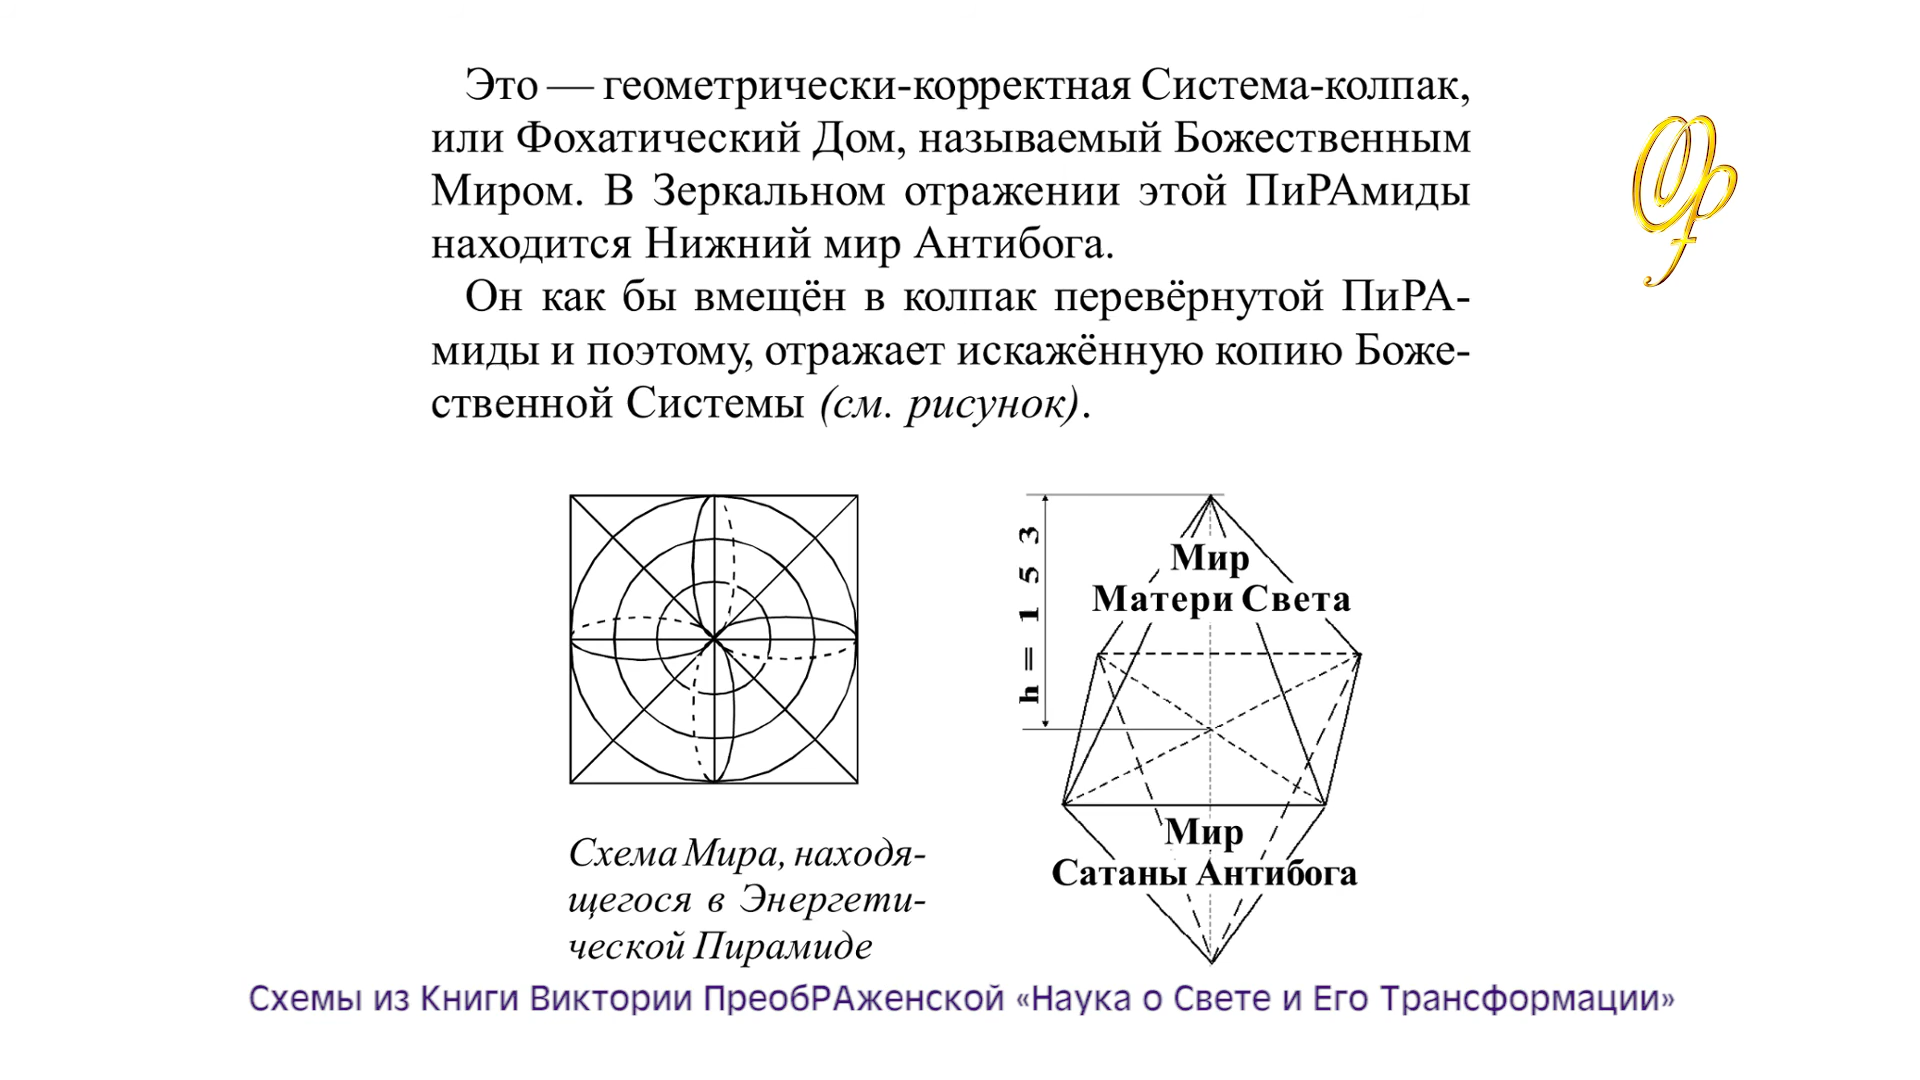 Это — геометрически-корректная Система-колпак,
или Фохатический Дом, называемый Божественным
Миром. В Зеркальном отражении этой ПиРАмиды
находится Нижний мир Антибога.
Он как бы вмещён в колпак перевёрнутой ПиРА-
миды и поэтому, отражает искажённую копию Боже-
ственной Системы (см. рисунок).
h = 1 5 3
Мир
Матери Света
Мир
Сатаны Антибога
Схема Мира, находя-
щегося в Энергети-
ческой Пирамиде
Схемы из Книги Виктории ПреобРАженской «Наука о Свете и Его Трансформации»